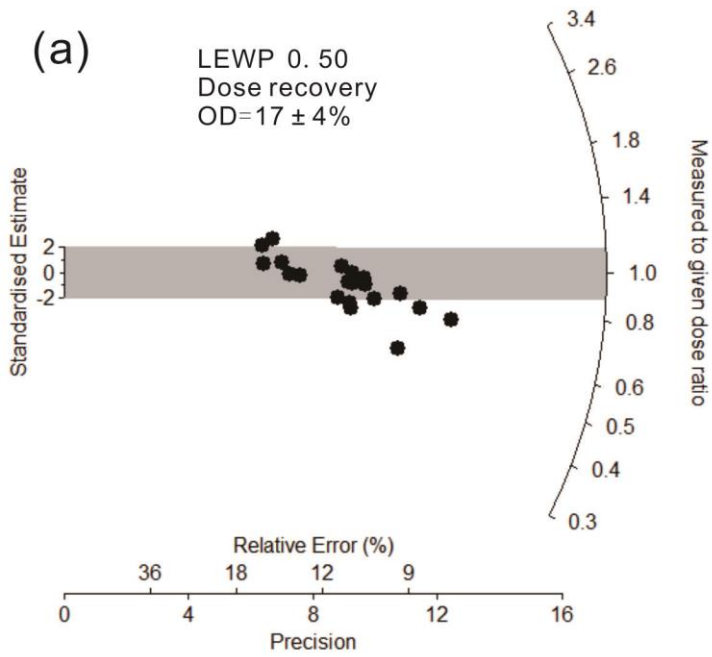 (a)
LEWP 0. 50
Dose recovery
OD=17 ± 4%
Standardised Estimate
2
0
-2
3.4
2.6
1.8
1.4
1.0
0.8
0.6
0.5
0.4
0.3
Measured to given dose ratio
Relative Error (%)
36 18 12 9
0 4 8 12 16
Precision